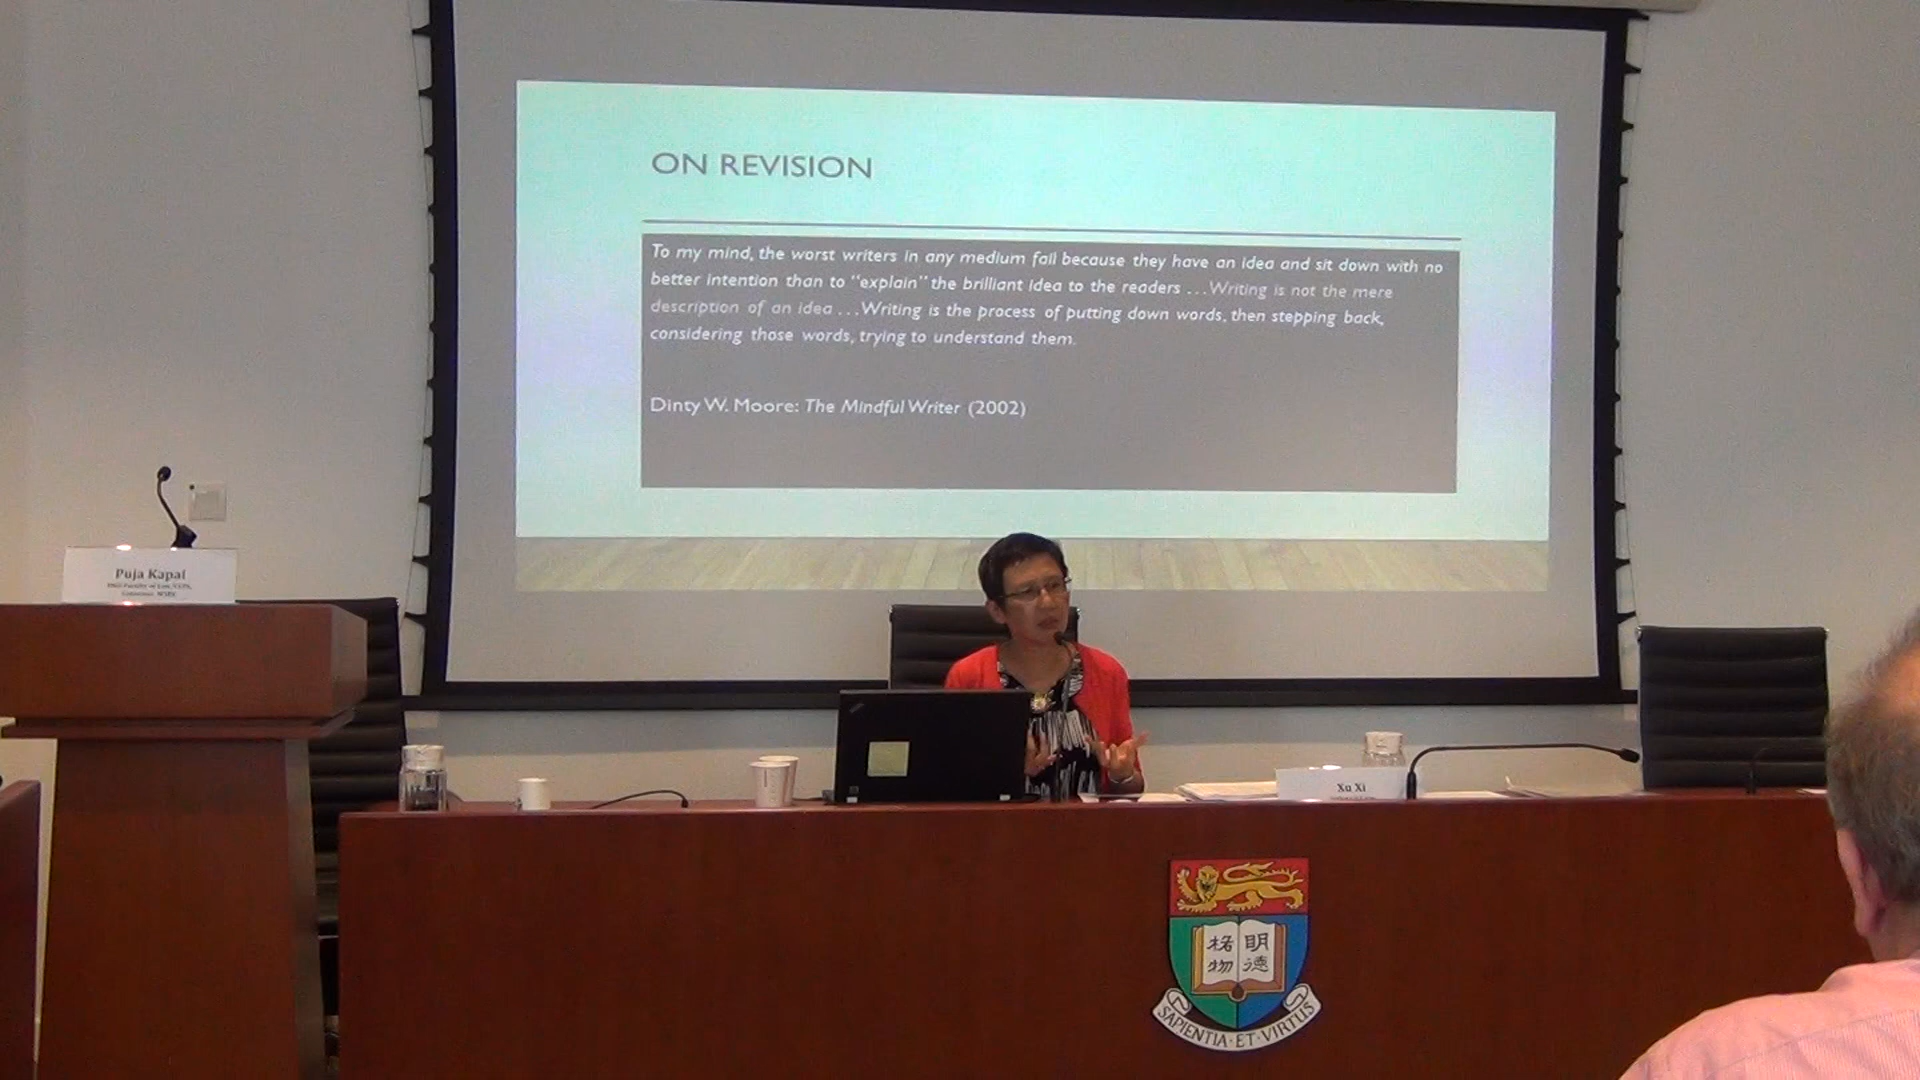 ON REVISION
To my mind, the worst writers in any medium fail because they have an idea and sit down with no
better intention than to "explain" the brilliant idea to the readers ... Writing is not the mere
description of an idea ... Writing is the process of putting down words, then stepping back,
considering those words, trying to understand them.
Dinty W. Moore: The Mindful Writer (2002)
Puja Kapai
Xu Xi
明德
格物
SAPIENTIA·ET·VIRTUS